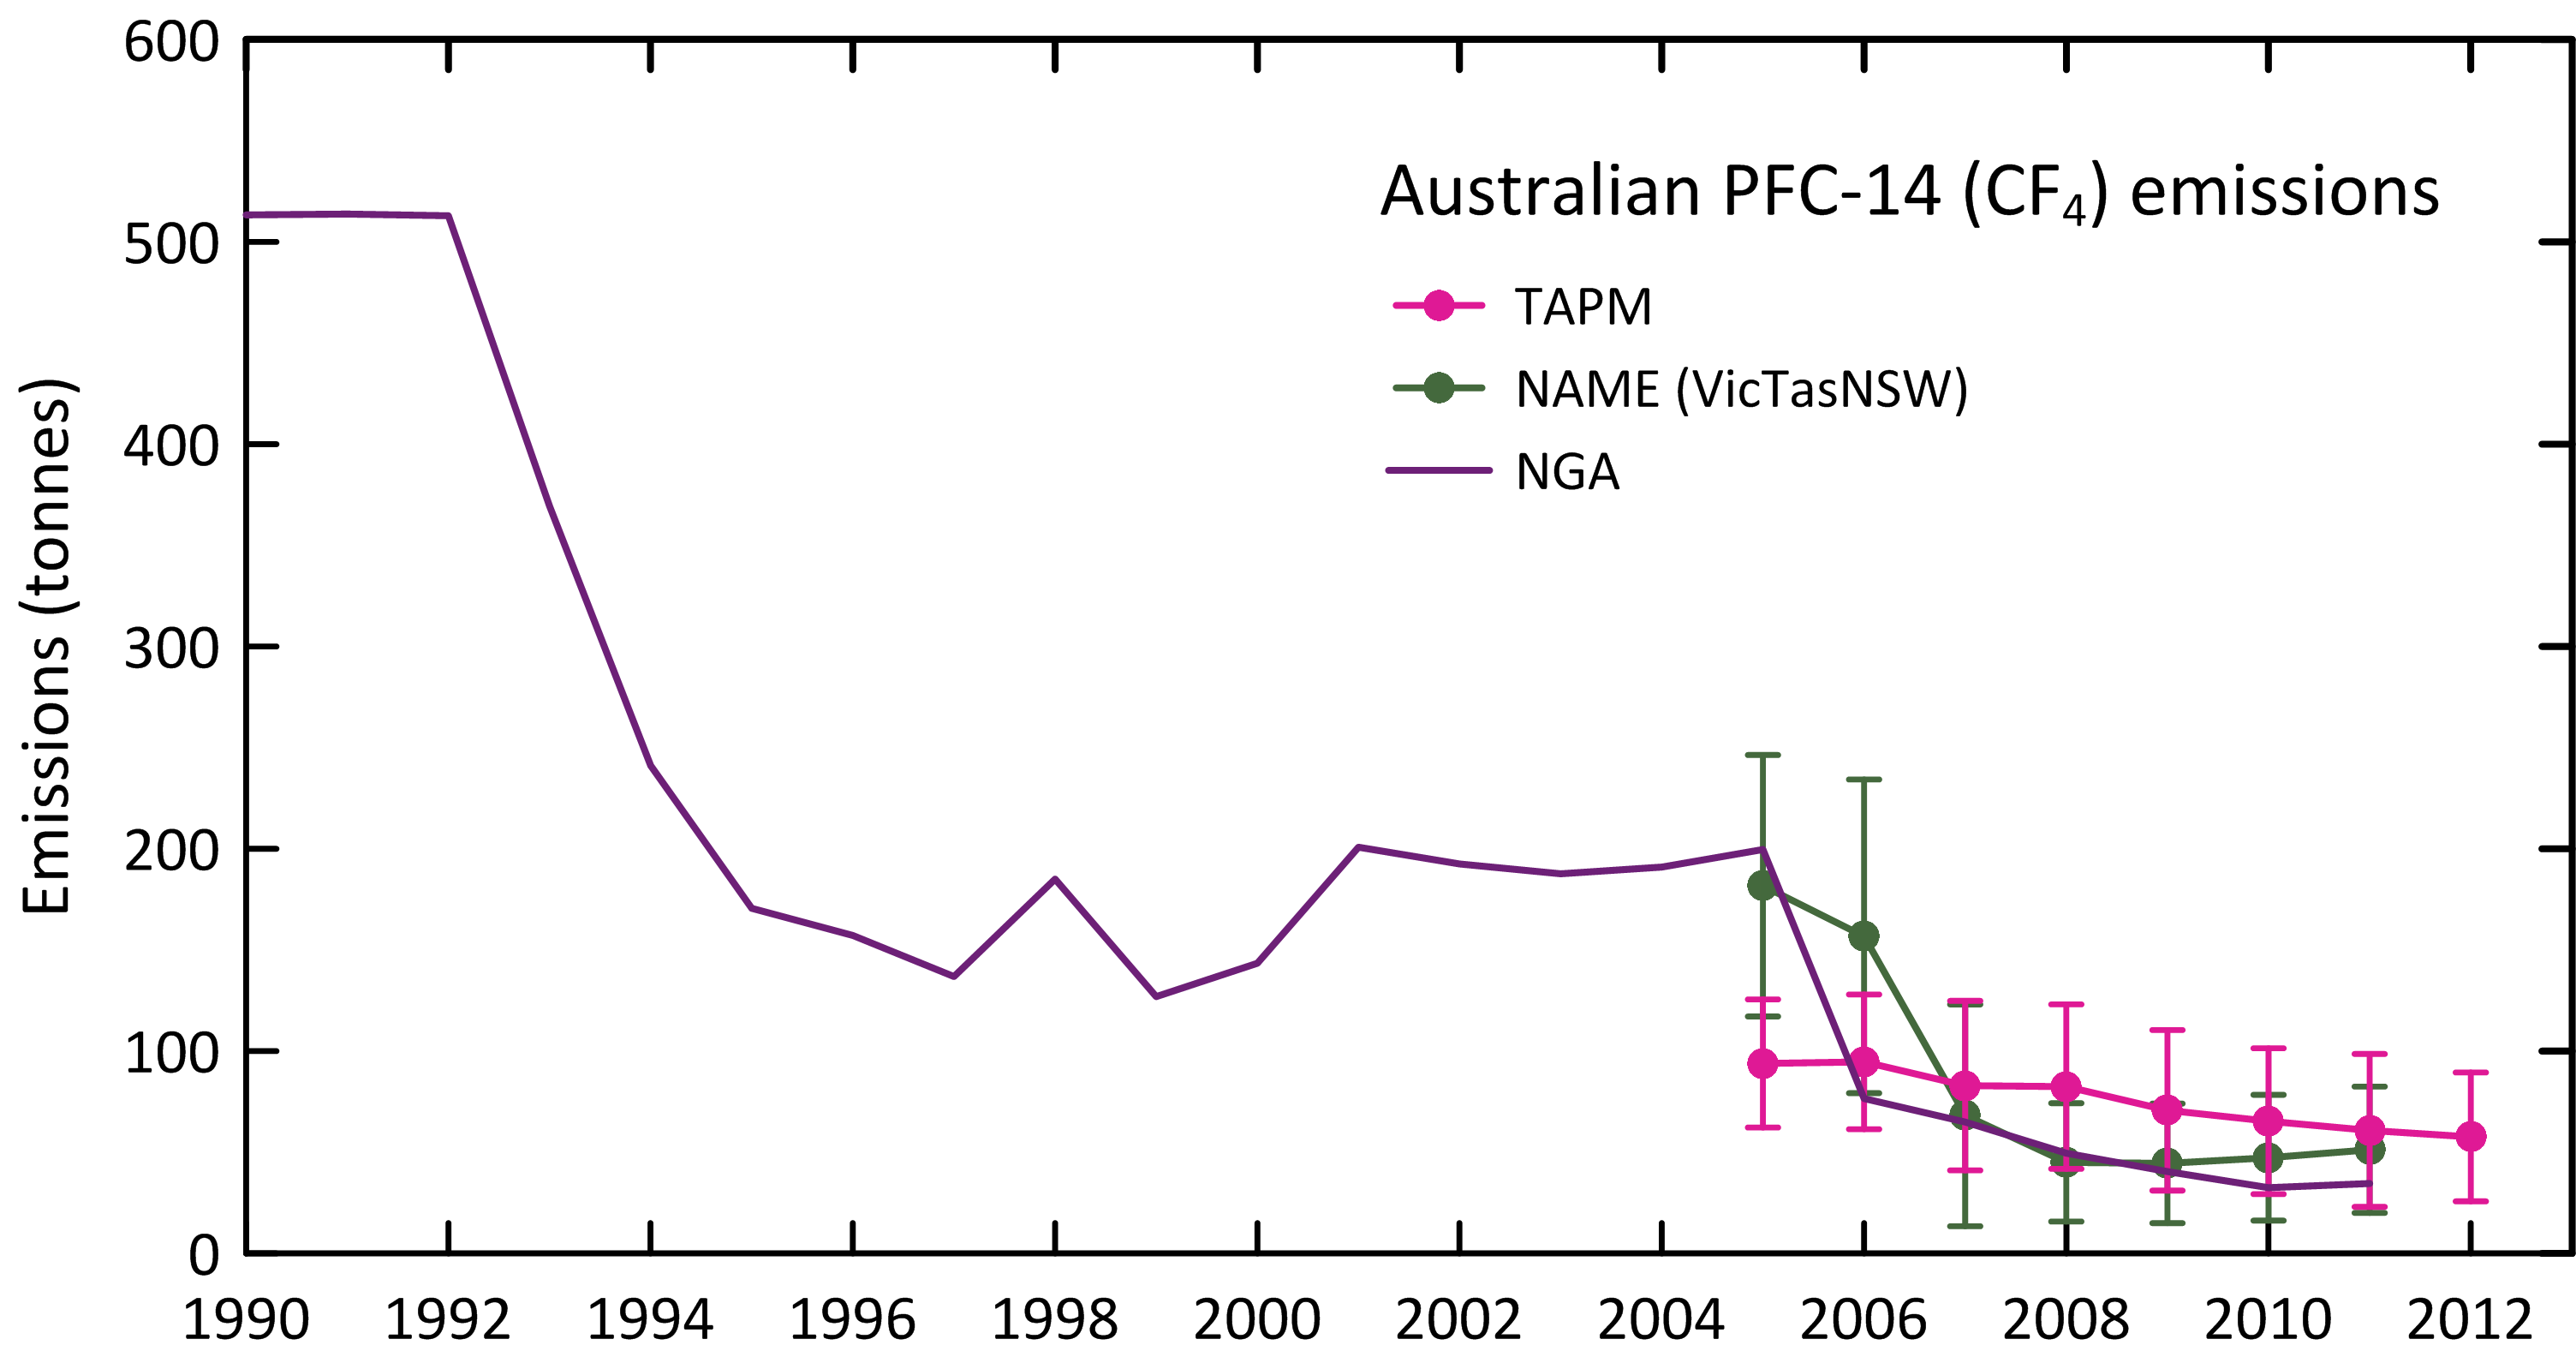 600
500
400
300
200
100
0
Emissions (tonnes)
Australian PFC-14 (CF₄) emissions
TAPM
NAME (VicTasNSW)
NGA
1990 1992 1994 1996 1998 2000 2002 2004 2006 2008 2010 2012